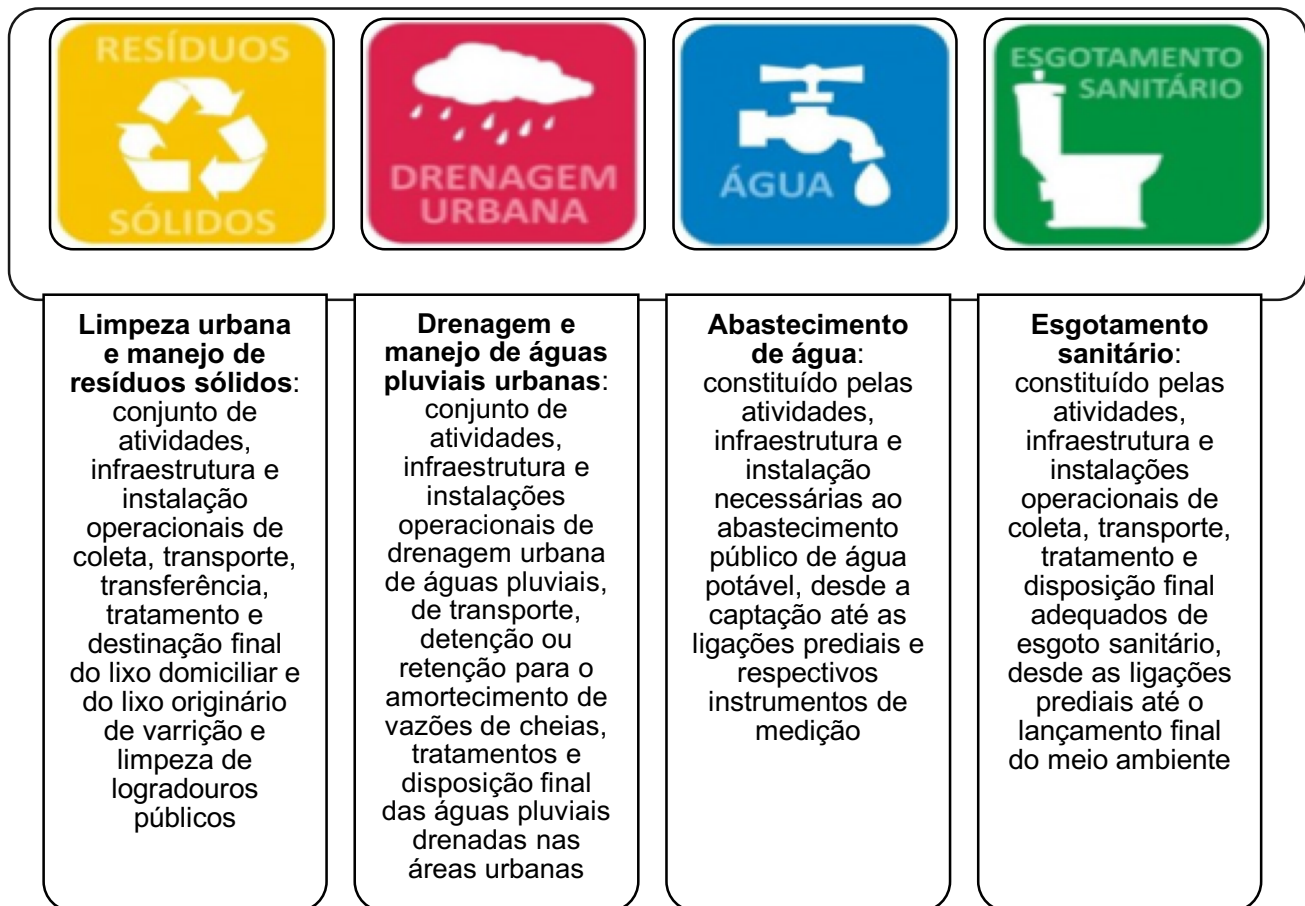 RESÍDUOS
SÓLIDOS
DRENAGEM
URBANA
ÁGUA
ESGOTAMENTO
SANITÁRIO
Limpeza urbana
e manejo de
resíduos sólidos:
conjunto de
atividades,
infraestrutura e
instalação
operacionais de
coleta, transporte,
transferência,
tratamento e
destinação final
do lixo domiciliar e
do lixo originário
de varrição e
limpeza de
logradouros
públicos
Drenagem e
manejo de águas
pluviais urbanas:
conjunto de
atividades,
infraestrutura e
instalações
operacionais de
drenagem urbana
de águas pluviais,
de transporte,
detenção ou
retenção para o
amortecimento de
vazões de cheias,
tratamentos e
disposição final
das águas pluviais
drenadas nas
áreas urbanas
Abastecimento
de água:
constituído pelas
atividades,
infraestrutura e
instalação
necessárias ao
abastecimento
público de água
potável, desde a
captação até as
ligações prediais e
respectivos
instrumentos de
medição
Esgotamento
sanitário:
constituído pelas
atividades,
infraestrutura e
instalações
operacionais de
coleta, transporte,
tratamento e
disposição final
adequados de
esgoto sanitário,
desde as ligações
prediais até o
lançamento final
do meio ambiente